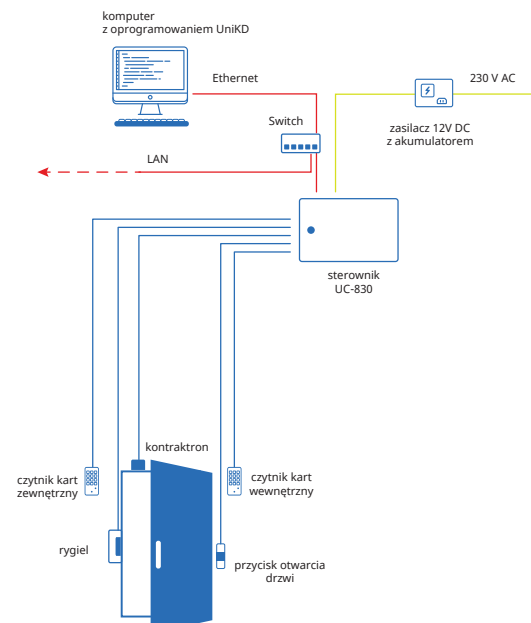 komputer
z oprogramowaniem UniKD
Ethernet
230 V AC
Switch
zasilacz 12V DC
z akumulatorem
LAN
sterownik
UC-830
kontraktron
czytnik kart
zewnętrzny
czytnik kart
wewnętrzny
rygiel
przycisk otwarcia
drzwi